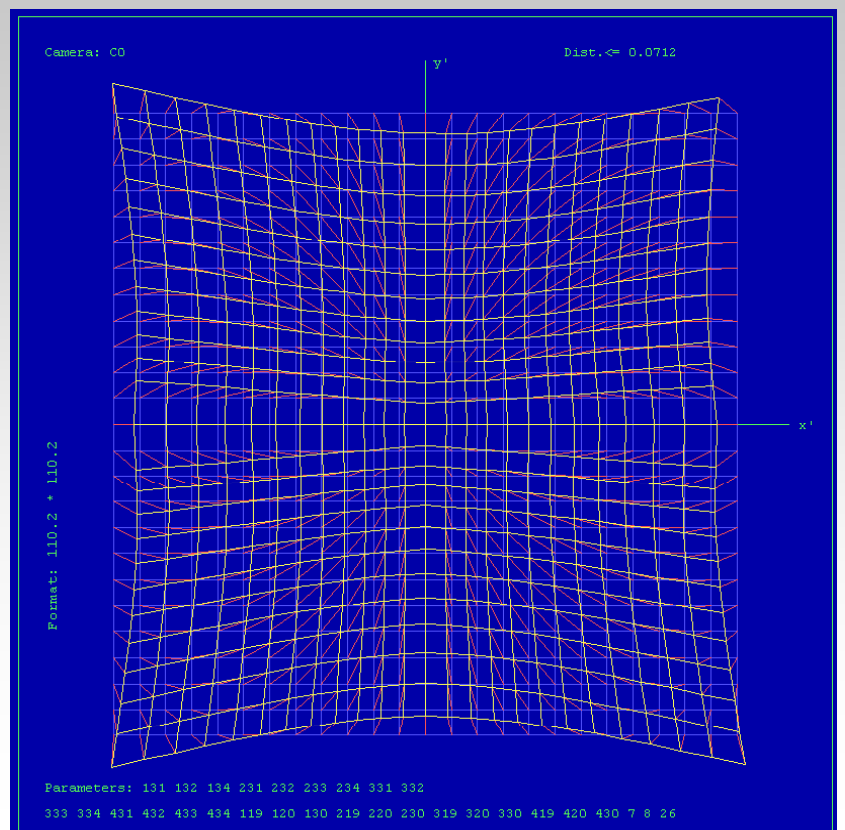 Camera: CO
Dist.<= 0.0712
y'
x'
Format: 110.2 * 110.2
Parameters: 131 132 134 231 232 233 234 331 332
333 334 431 432 433 434 119 120 130 219 220 230 319 320 330 419 420 430 7 8 26